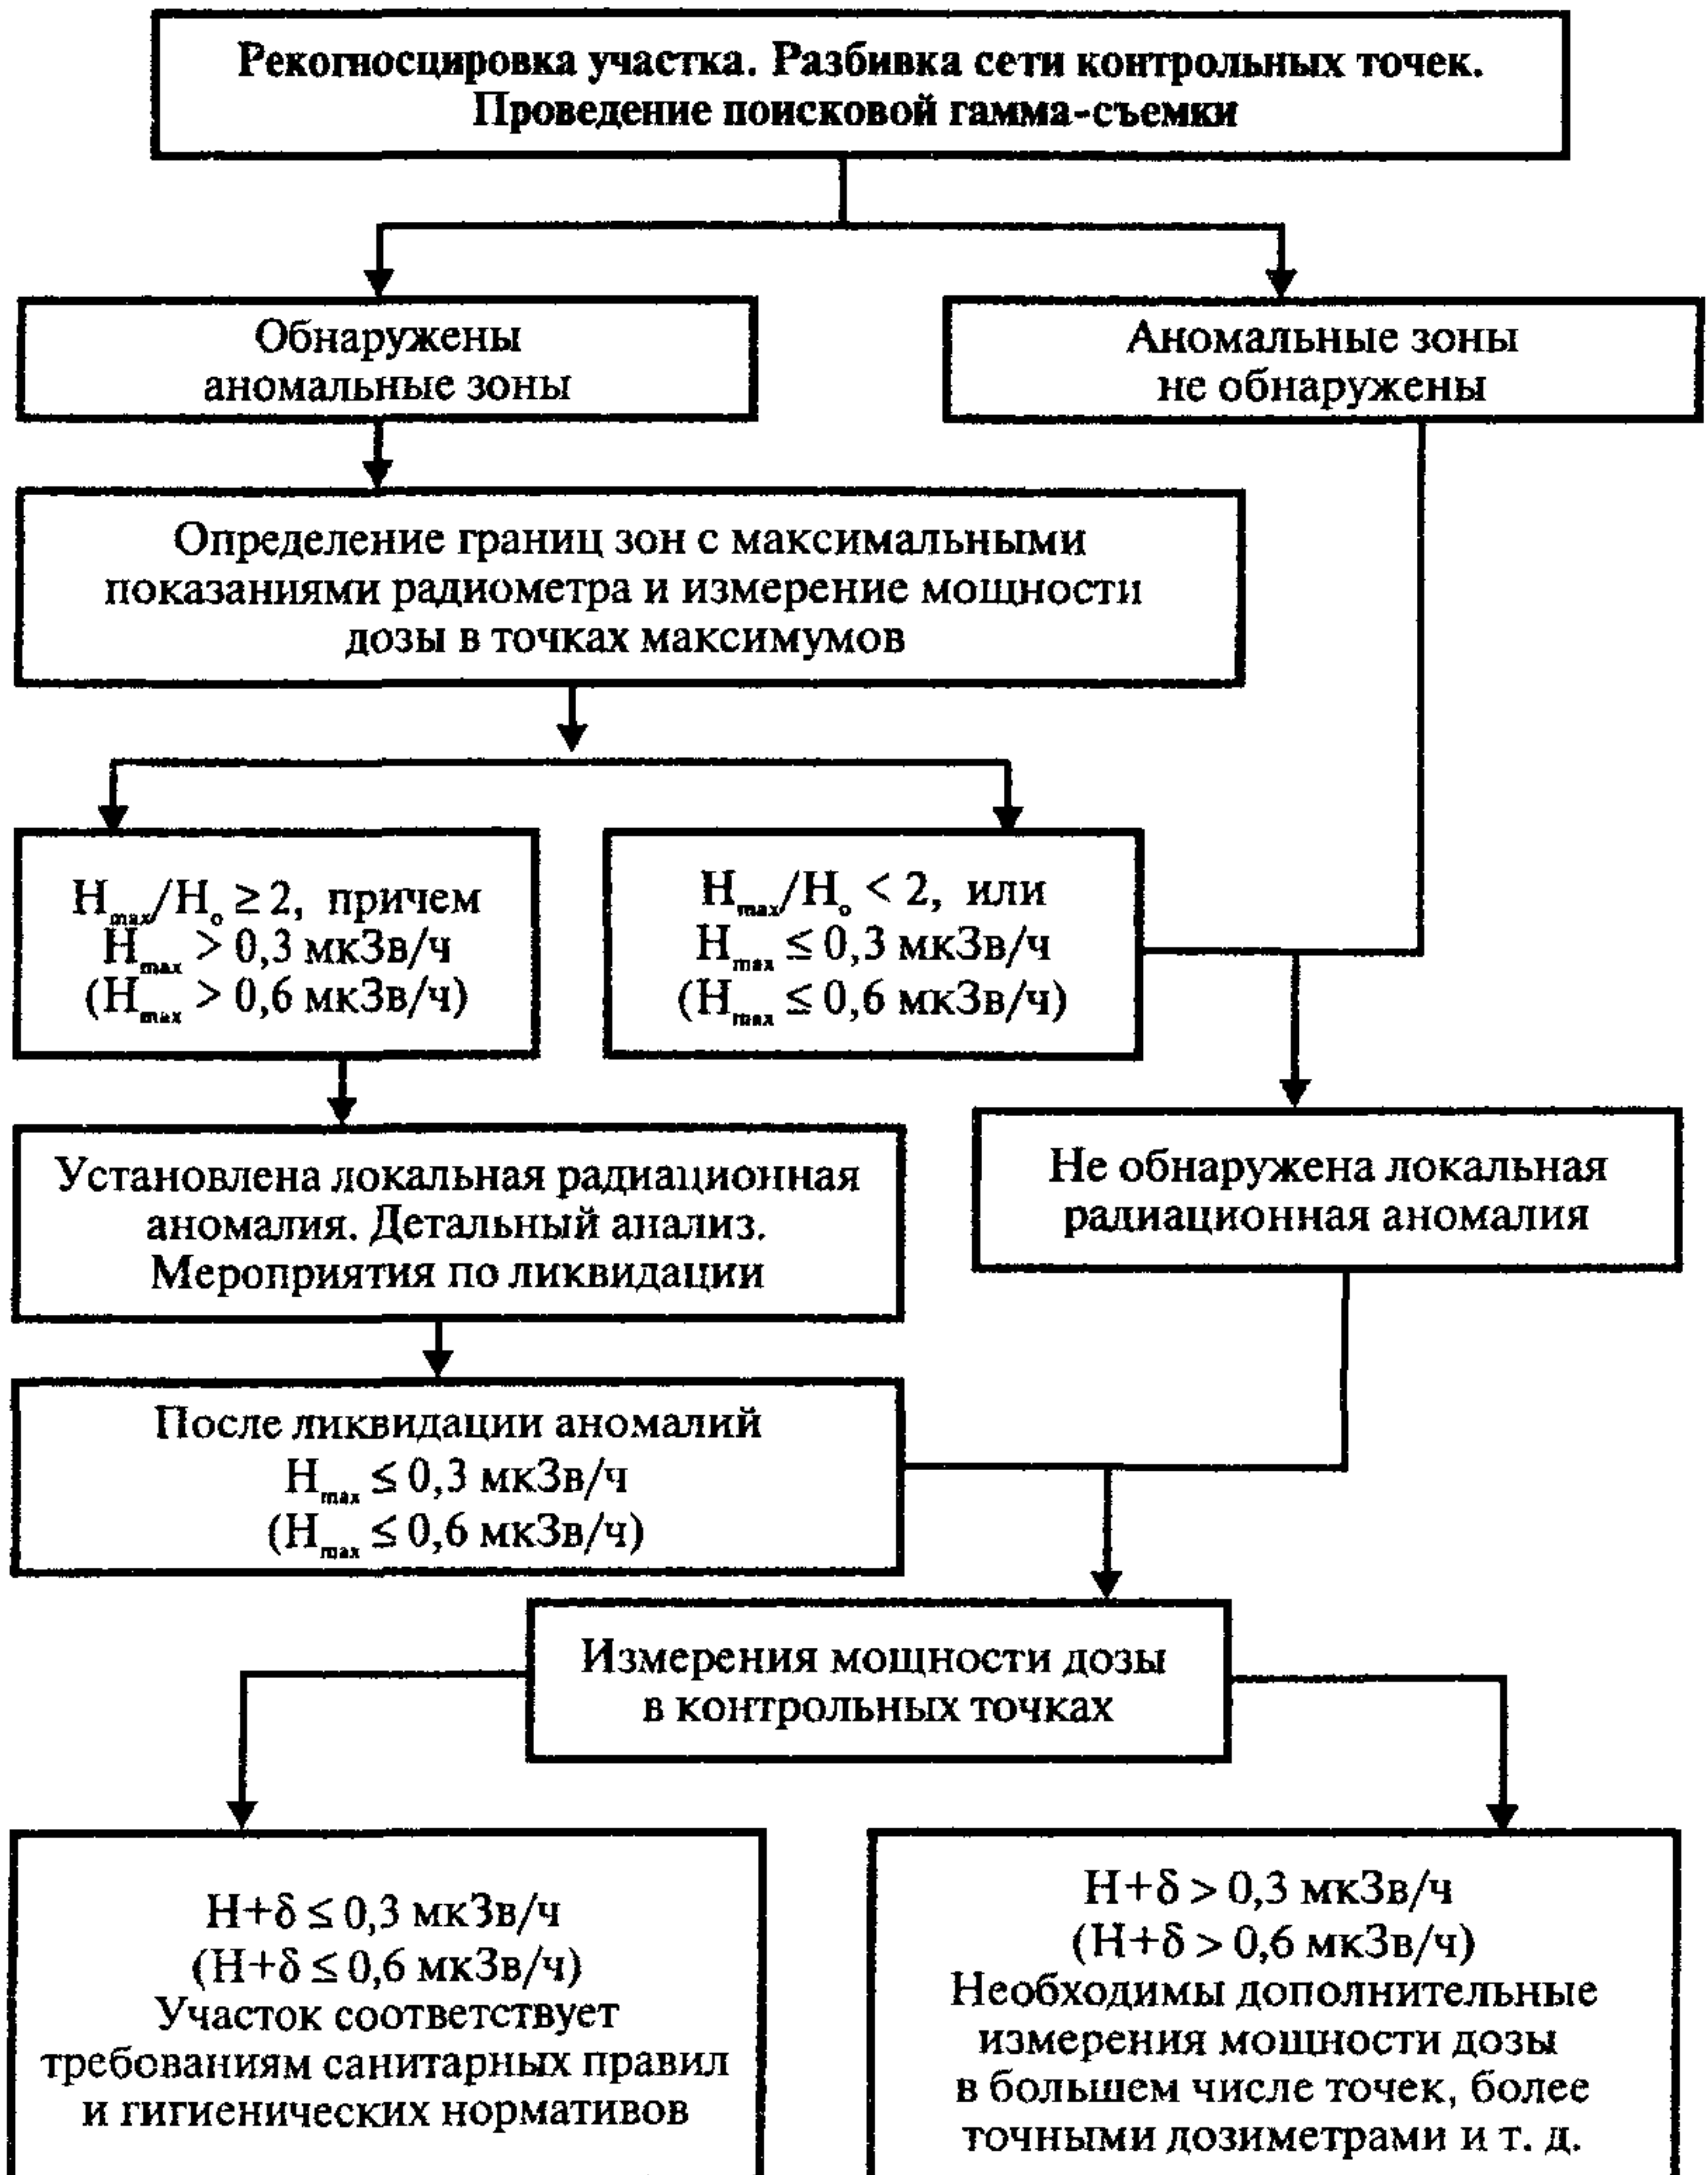 Рекогносцировка участка. Разбивка сети контрольных точек.
Проведение поисковой гамма-съемки
Обнаружены
аномальные зоны
Аномальные зоны
не обнаружены
Определение границ зон с максимальными
показаниями радиометра и измерение мощности
дозы в точках максимумов
Hmax/Hо ≥ 2, причем
Hmax > 0,3 мкЗв/ч
(Hmax > 0,6 мкЗв/ч)
Hmax/Hо < 2, или
Hmax ≤ 0,3 мкЗв/ч
(Hmax ≤ 0,6 мкЗв/ч)
Установлена локальная радиационная
аномалия. Детальный анализ.
Мероприятия по ликвидации
Не обнаружена локальная
радиационная аномалия
После ликвидации аномалий
Hmax ≤ 0,3 мкЗв/ч
(Hmax ≤ 0,6 мкЗв/ч)
Измерения мощности дозы
в контрольных точках
H+δ ≤ 0,3 мкЗв/ч
(H+δ ≤ 0,6 мкЗв/ч)
Участок соответствует
требованиям санитарных правил
и гигиенических нормативов
H+δ > 0,3 мкЗв/ч
(H+δ > 0,6 мкЗв/ч)
Необходимы дополнительные
измерения мощности дозы
в большем числе точек, более
точными дозиметрами и т. д.